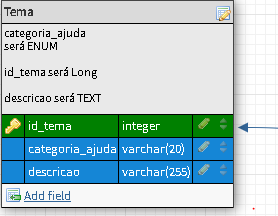 Tema
categoria_ajuda
será ENUM
id_tema será Long
descricao será TEXT
id_tema integer
categoria_ajuda varchar(20)
descricao varchar(255)
Add field